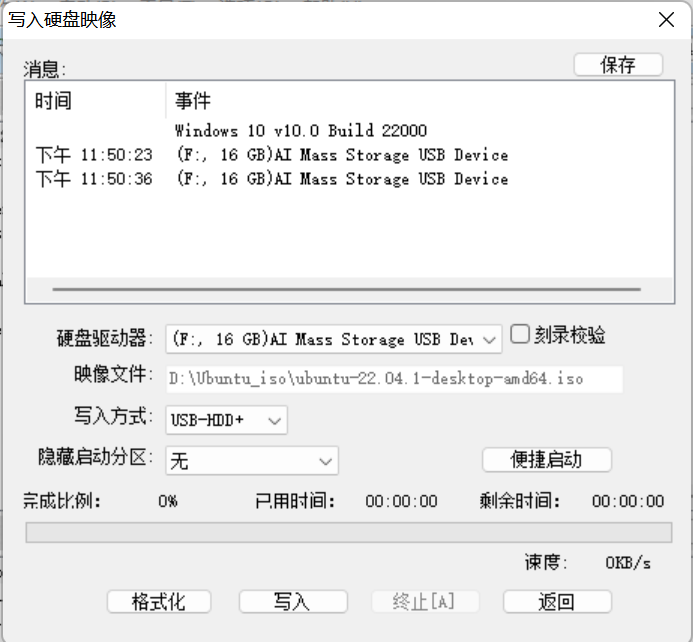 写入硬盘映像
消息:
保存
时间 事件
Windows 10 v10.0 Build 22000
下午 11:50:23 (F:, 16 GB)AI Mass Storage USB Device
下午 11:50:36 (F:, 16 GB)AI Mass Storage USB Device
硬盘驱动器: (F:, 16 GB)AI Mass Storage USB Dev 刻录校验
映像文件: D:\Ubuntu_iso\ubuntu-22.04.1-desktop-amd64.iso
写入方式: USB-HDD+
隐藏启动分区: 无 便捷启动
完成比例: 0% 已用时间: 00:00:00 剩余时间: 00:00:00
速度: 0KB/s
格式化 写入 终止[A] 返回